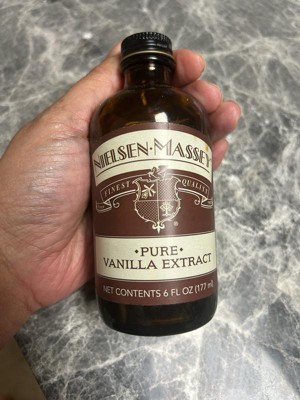 NIELSEN·MASSEY
FINEST QUALITY
®
·PURE·
VANILLA EXTRACT
NET CONTENTS 6 FL OZ (177 ml)